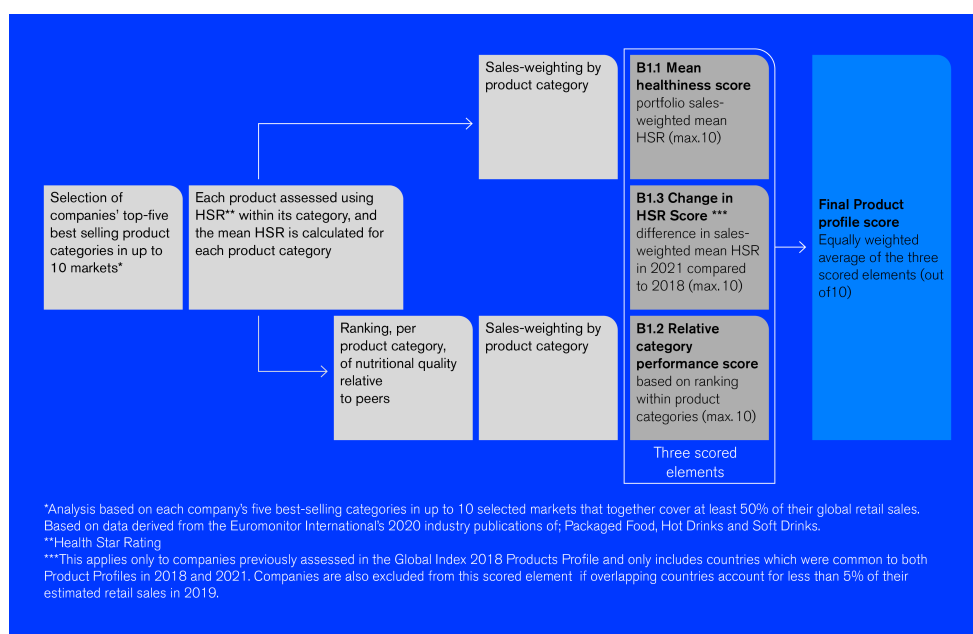 Sales-weighting by
product category
B1.1 Mean
healthiness score
portfolio sales-
weighted mean
HSR (max.10)
Selection of
companies' top-five
best selling product
categories in up to
10 markets*
Each product assessed using
HSR** within its category, and
the mean HSR is calculated for
each product category
B1.3 Change in
HSR Score ***
difference in sales-
weighted mean HSR
in 2021 compared
to 2018 (max.10)
Final Product
profile score
Equally weighted
average of the three
scored elements (out
of10)
Ranking, per
product category,
of nutritional quality
relative
to peers
Sales-weighting by
product category
B1.2 Relative
category
performance score
based on ranking
within product
categories (max. 10)
Three scored
elements
*Analysis based on each company's five best-selling categories in up to 10 selected markets that together cover at least 50% of their global retail sales.
Based on data derived from the Euromonitor International's 2020 industry publications of; Packaged Food, Hot Drinks and Soft Drinks.
**Health Star Rating
***This applies only to companies previously assessed in the Global Index 2018 Products Profile and only includes countries which were common to both
Product Profiles in 2018 and 2021. Companies are also excluded from this scored element if overlapping countries account for less than 5% of their
estimated retail sales in 2019.